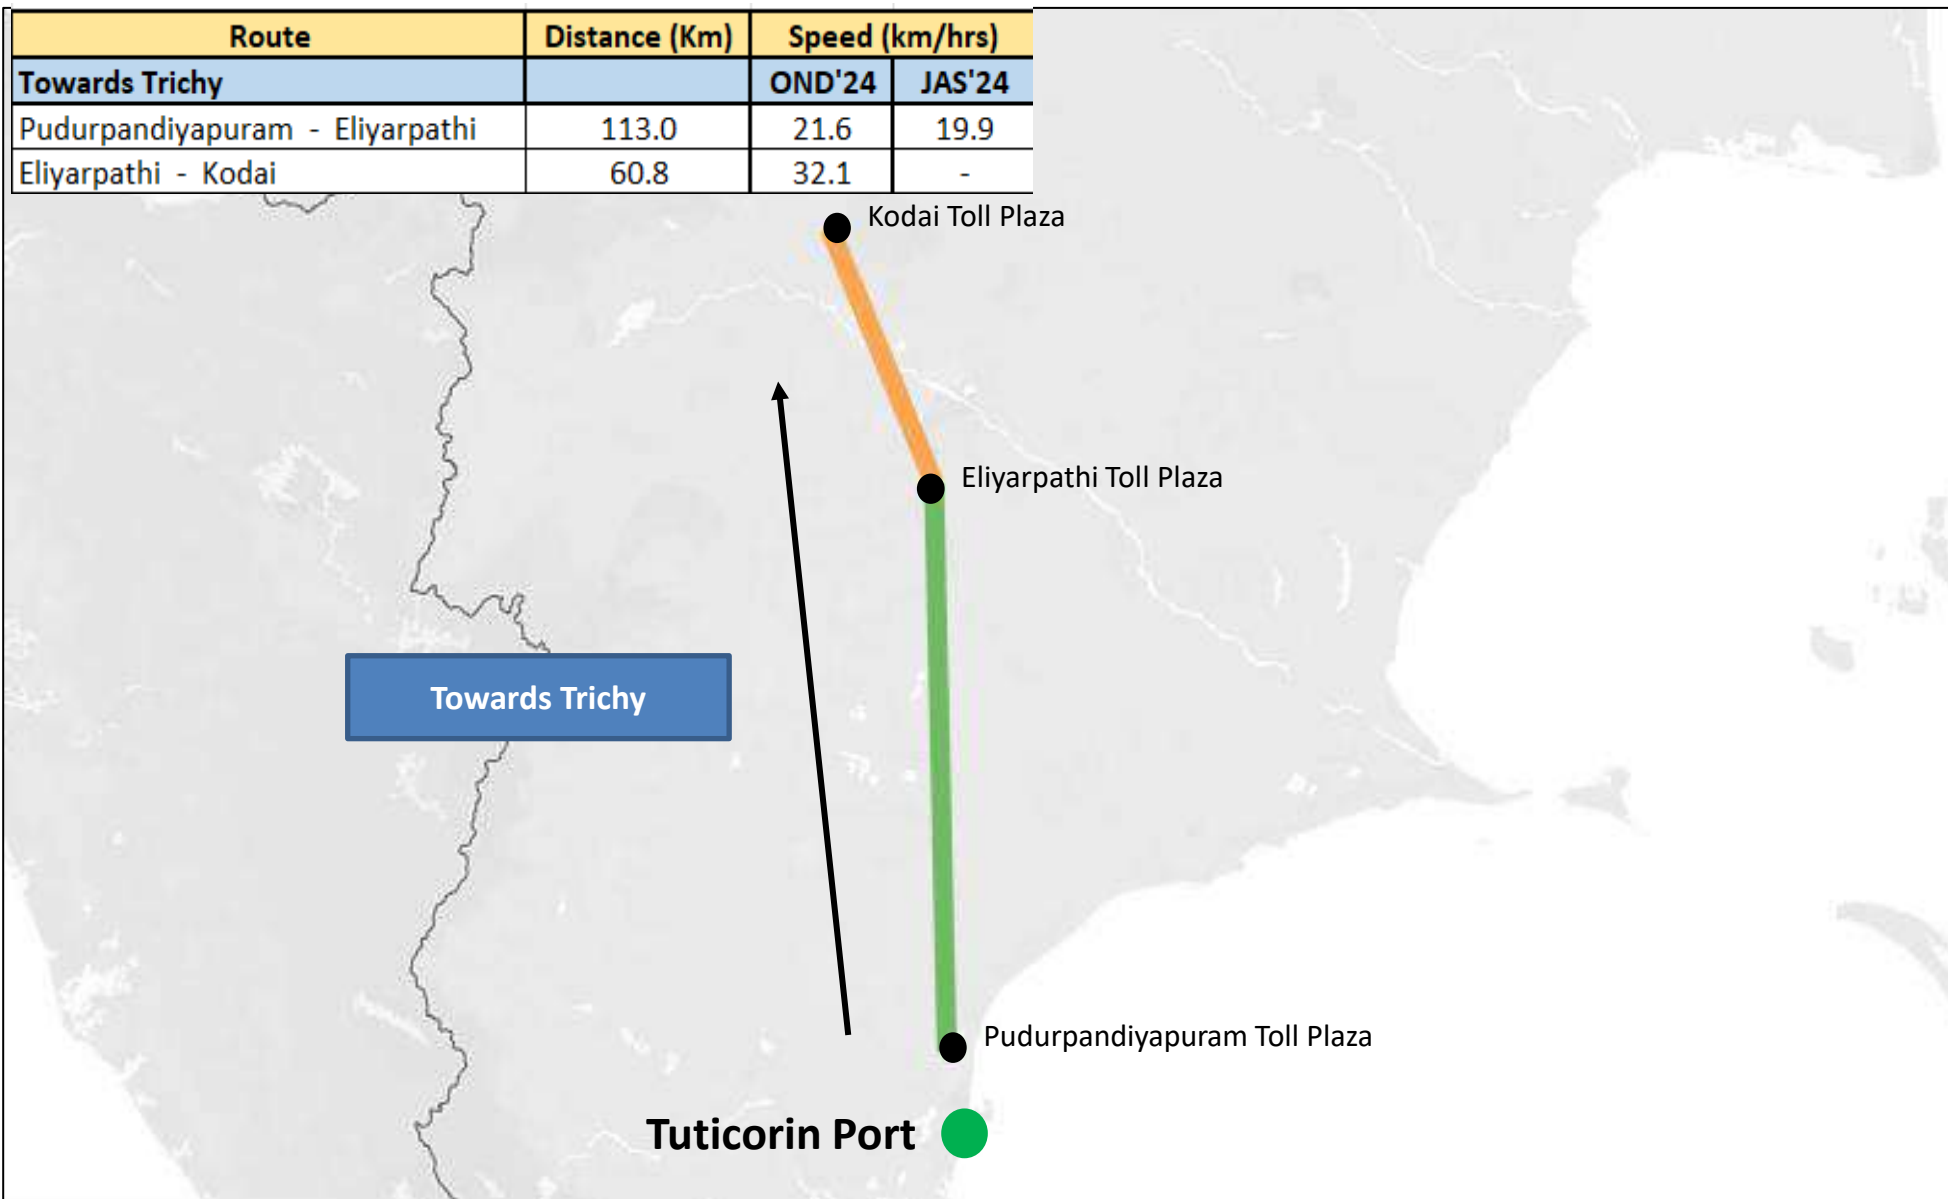 Route Distance (Km) Speed (km/hrs)
Towards Trichy OND'24 JAS'24
Pudurpandiyapuram - Eliyarpathi 113.0 21.6 19.9
Eliyarpathi - Kodai 60.8 32.1 -
Kodai Toll Plaza
Eliyarpathi Toll Plaza
Towards Trichy
Pudurpandiyapuram Toll Plaza
Tuticorin Port